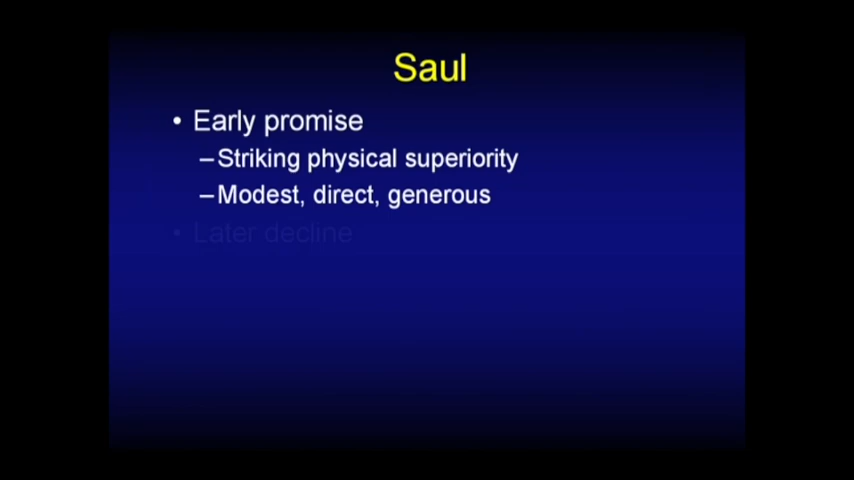 Saul
• Early promise
–Striking physical superiority
–Modest, direct, generous
• Later decline